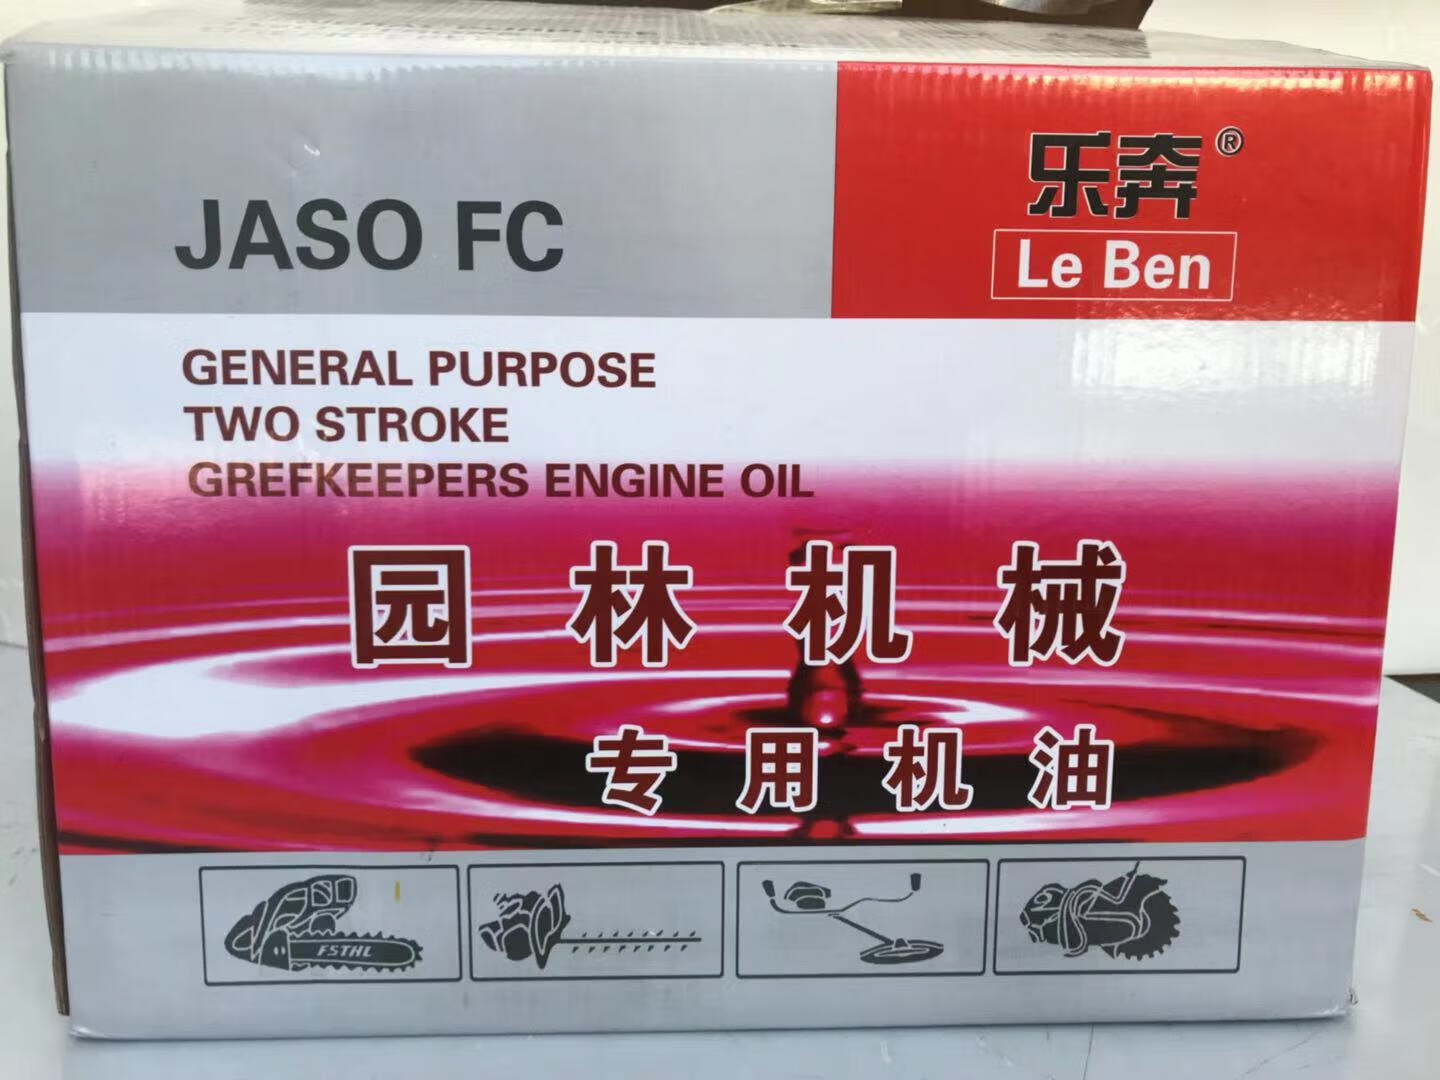 乐奔®
Le Ben
JASO FC
GENERAL PURPOSE
TWO STROKE
GREFKEEPERS ENGINE OIL
园林机械
专用机油
FSTHL